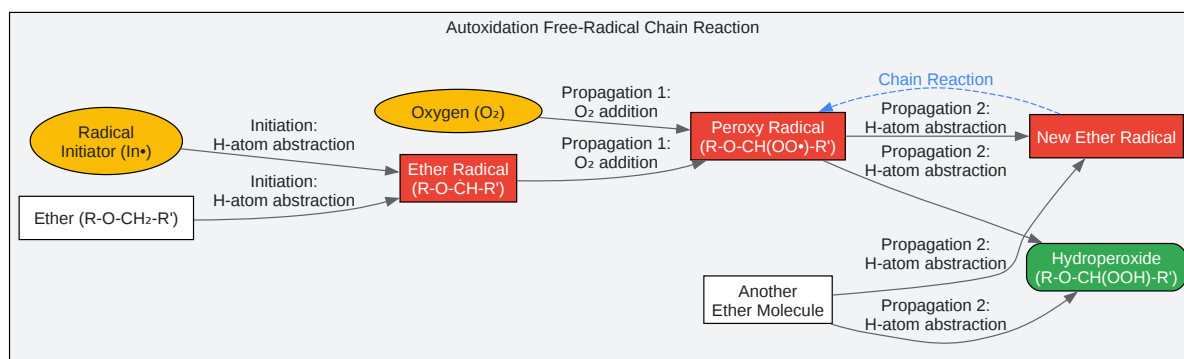 Autoxidation Free-Radical Chain Reaction
Radical
Initiator (In•)
Ether (R-O-CH₂-R')
Initiation:
H-atom abstraction
Initiation:
H-atom abstraction
Oxygen (O₂)
Ether Radical
(R-O-ĊH-R')
Propagation 1:
O₂ addition
Propagation 1:
O₂ addition
Peroxy Radical
(R-O-CH(OO•)-R')
Chain Reaction
Propagation 2:
H-atom abstraction
Propagation 2:
H-atom abstraction
New Ether Radical
Another
Ether Molecule
Propagation 2:
H-atom abstraction
Propagation 2:
H-atom abstraction
Hydroperoxide
(R-O-CH(OOH)-R')